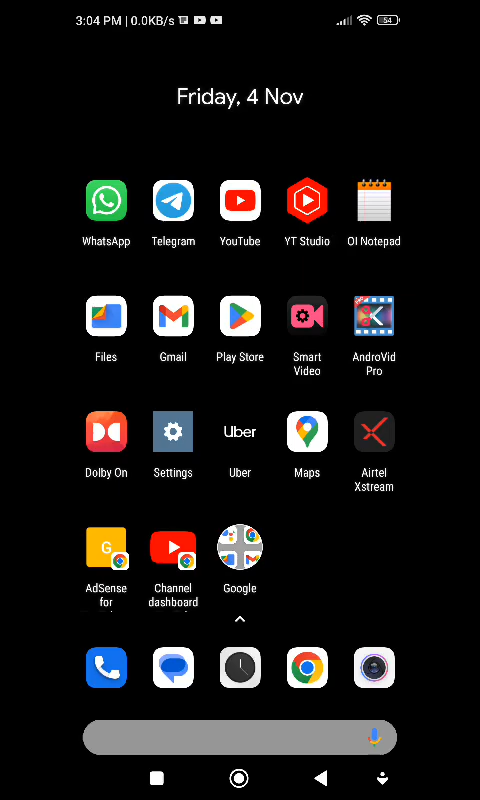 3:04 PM | 0.0KB/s
54
Friday, 4 Nov
WhatsApp Telegram YouTube YT Studio OI Notepad
Files Gmail Play Store Smart Video AndroVid Pro
Dolby On Settings Uber Uber Maps Airtel Xstream
G
AdSense for Channel dashboard Google